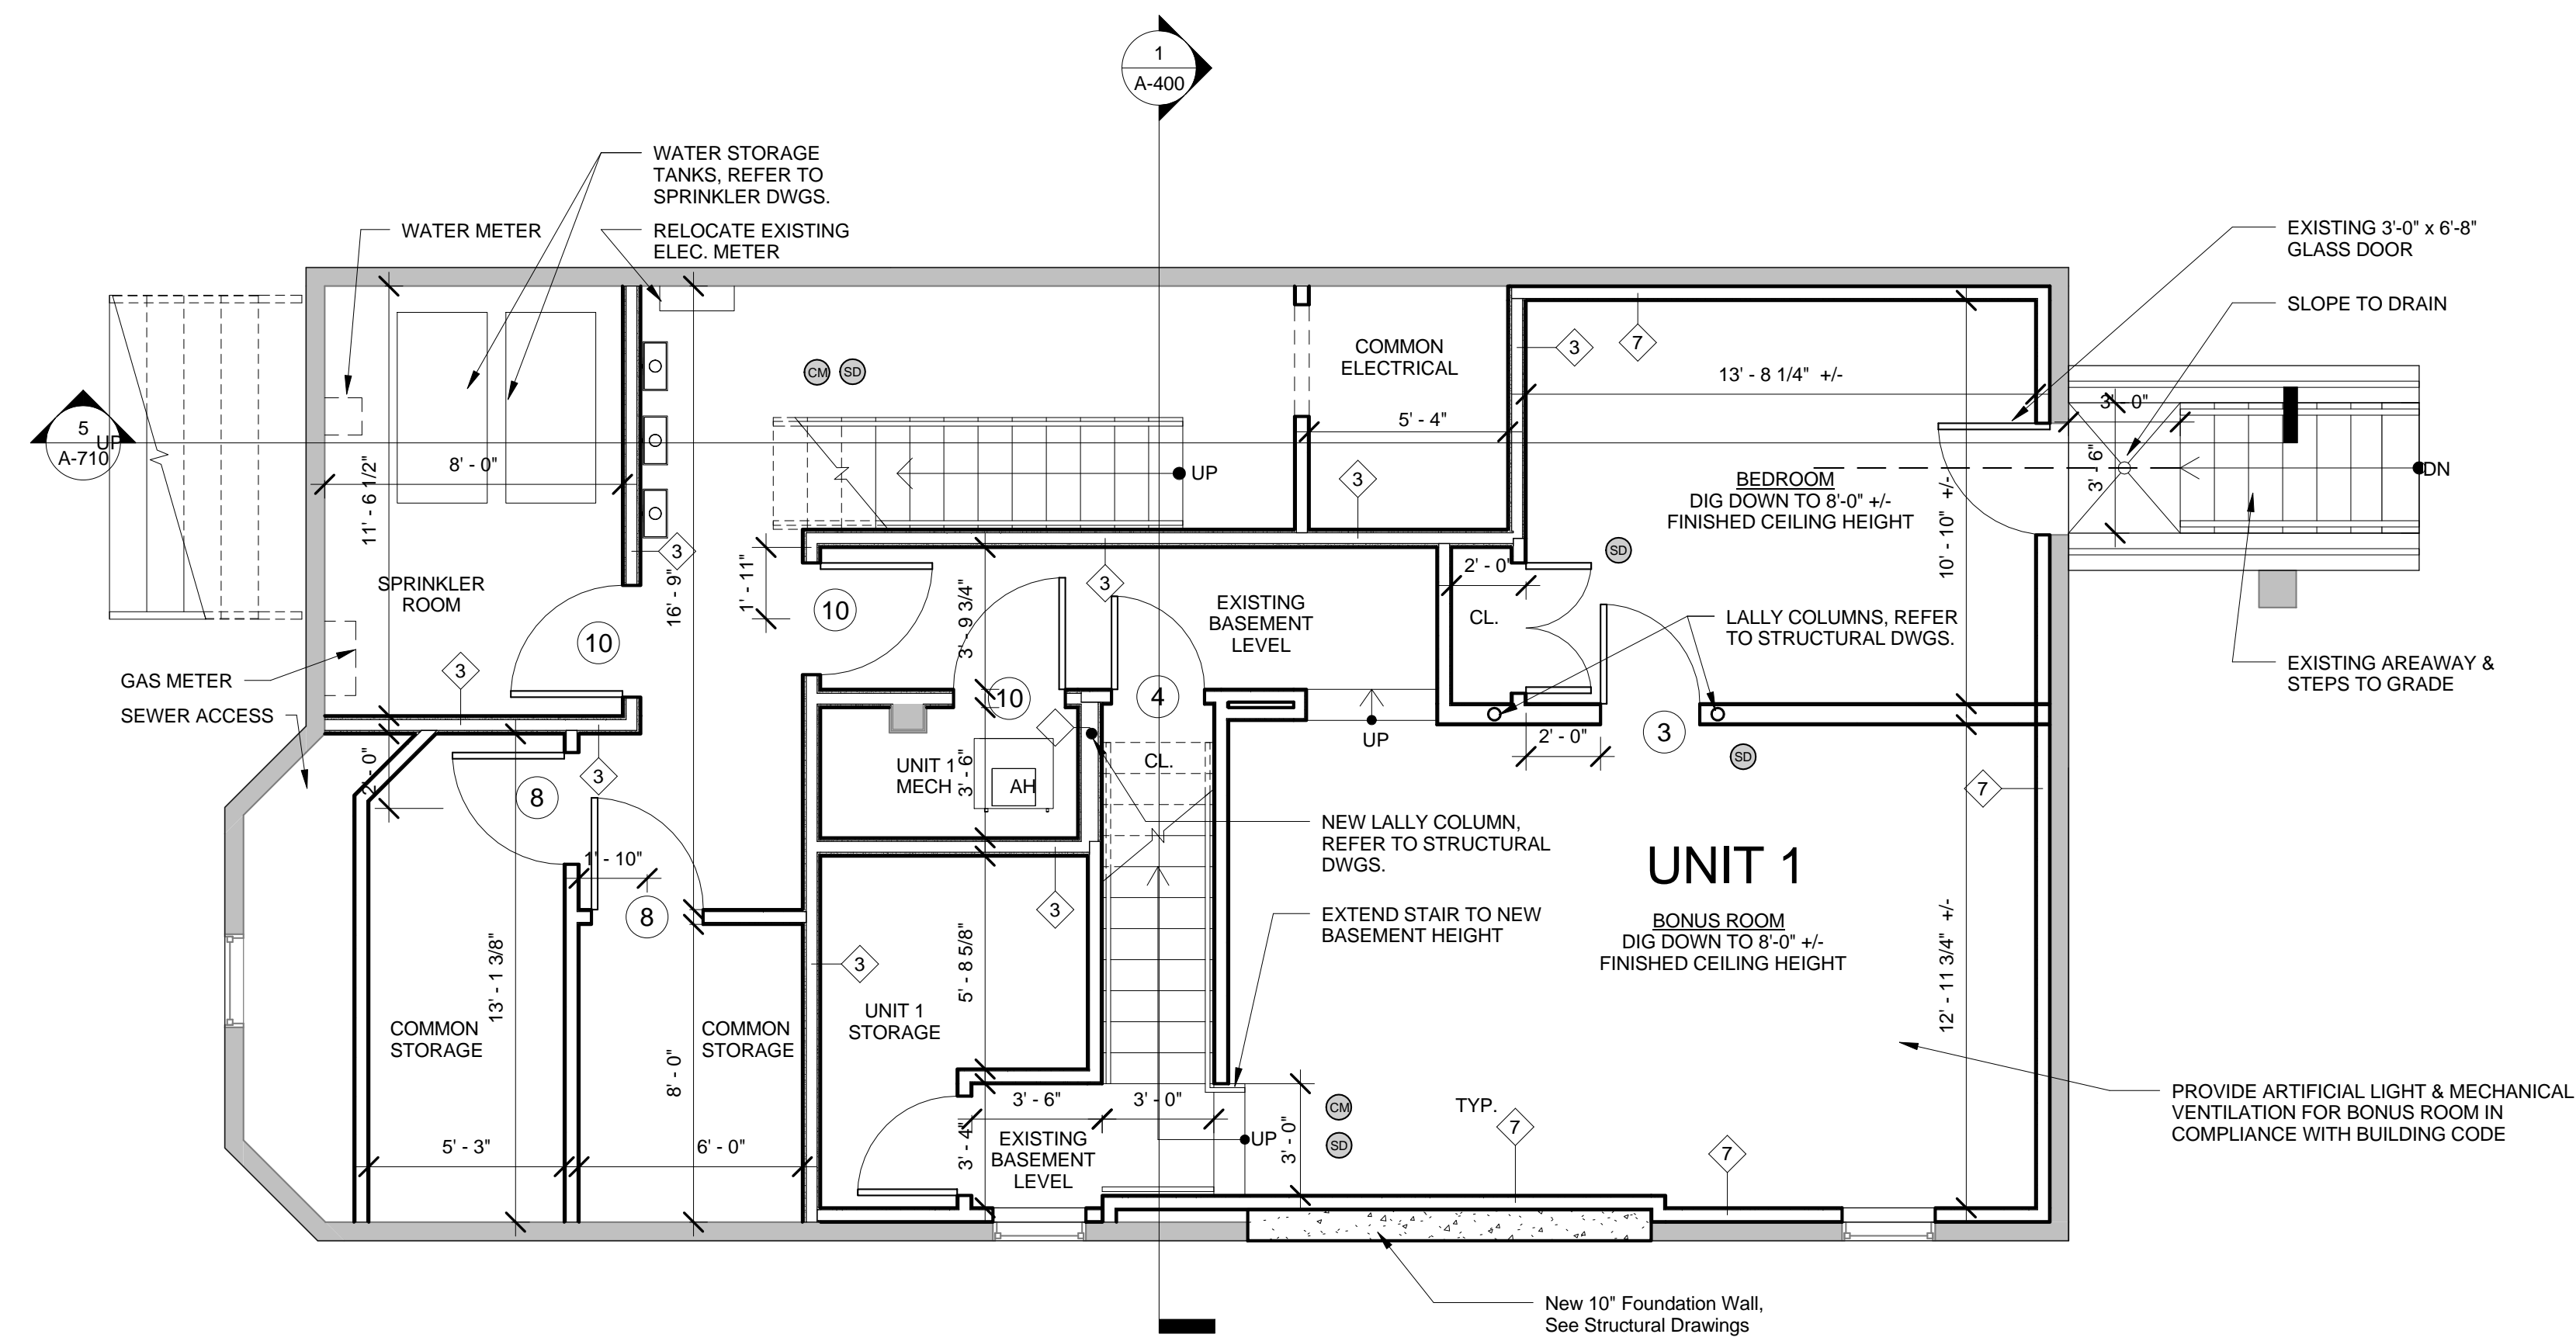 1
A-400
WATER STORAGE
TANKS, REFER TO
SPRINKLER DWGS.
WATER METER
RELOCATE EXISTING
ELEC. METER
EXISTING 3'-0" x 6'-8"
GLASS DOOR
SLOPE TO DRAIN
COMMON
ELECTRICAL
3
7
CM
SD
13' - 8 1/4" +/-
3' - 0"
5' - 4"
5
UP
A-710
8' - 0"
11' - 6 1/2"
UP
3
BEDROOM
DIG DOWN TO 8'-0" +/-
FINISHED CEILING HEIGHT
3' - 6"
DN
3
SD
10' - 10" +/-
SPRINKLER
ROOM
16' - 9"
1' - 11"
10
3' - 9 3/4"
3
EXISTING
BASEMENT
LEVEL
2' - 0"
CL.
LALLY COLUMNS, REFER
TO STRUCTURAL DWGS.
10
GAS METER
3
SEWER ACCESS
10
4
EXISTING AREAWAY &
STEPS TO GRADE
UP
2' - 0"
3
SD
2' - 0"
8
3
UNIT 1
MECH
3' - 6"
AH
CL.
7
NEW LALLY COLUMN,
REFER TO STRUCTURAL
DWGS.
1' - 10"
8
3
UNIT 1
EXTEND STAIR TO NEW
BASEMENT HEIGHT
BONUS ROOM
DIG DOWN TO 8'-0" +/-
FINISHED CEILING HEIGHT
13' - 1 3/8"
3
5' - 8 5/8"
12' - 11 3/4" +/-
COMMON
STORAGE
COMMON
STORAGE
UNIT 1
STORAGE
8' - 0"
3' - 6"
3' - 0"
CM
TYP.
7
PROVIDE ARTIFICIAL LIGHT & MECHANICAL
VENTILATION FOR BONUS ROOM IN
COMPLIANCE WITH BUILDING CODE
5' - 3"
6' - 0"
3' - 4"
EXISTING
BASEMENT
LEVEL
UP
3' - 0"
SD
7
New 10" Foundation Wall,
See Structural Drawings